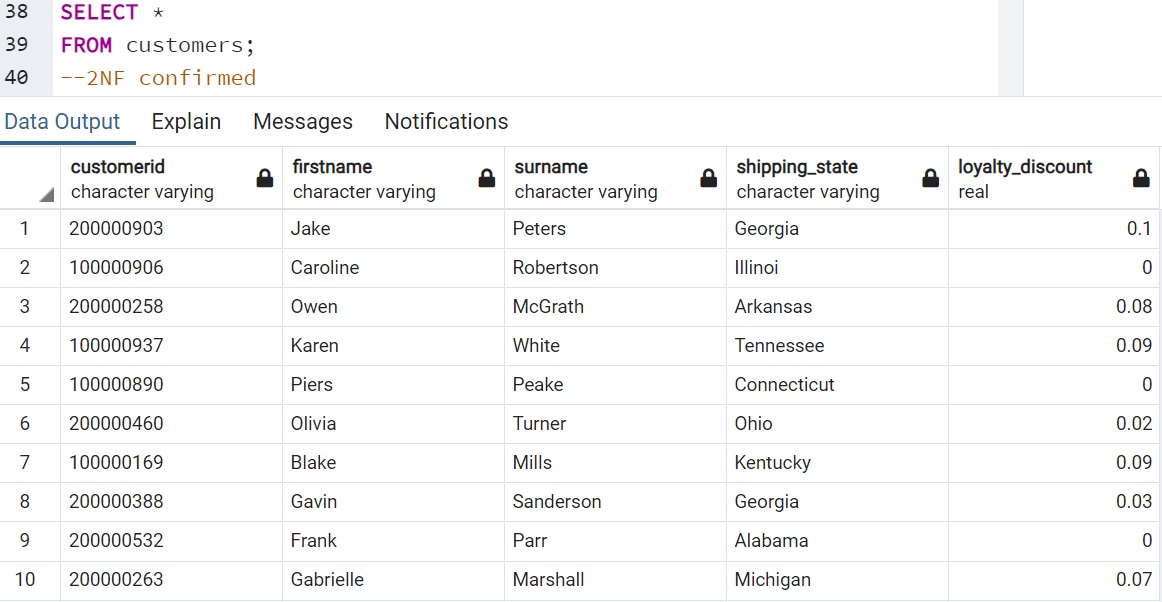 38 SELECT *
39 FROM customers;
40 --2NF confirmed
Data Output Explain Messages Notifications
customerid firstname surname shipping_state loyalty_discount
character varying character varying character varying character varying real
1 200000903 Jake Peters Georgia 0.1
2 100000906 Caroline Robertson Illinoi 0
3 200000258 Owen McGrath Arkansas 0.08
4 100000937 Karen White Tennessee 0.09
5 100000890 Piers Peake Connecticut 0
6 200000460 Olivia Turner Ohio 0.02
7 100000169 Blake Mills Kentucky 0.09
8 200000388 Gavin Sanderson Georgia 0.03
9 200000532 Frank Parr Alabama 0
10 200000263 Gabrielle Marshall Michigan 0.07